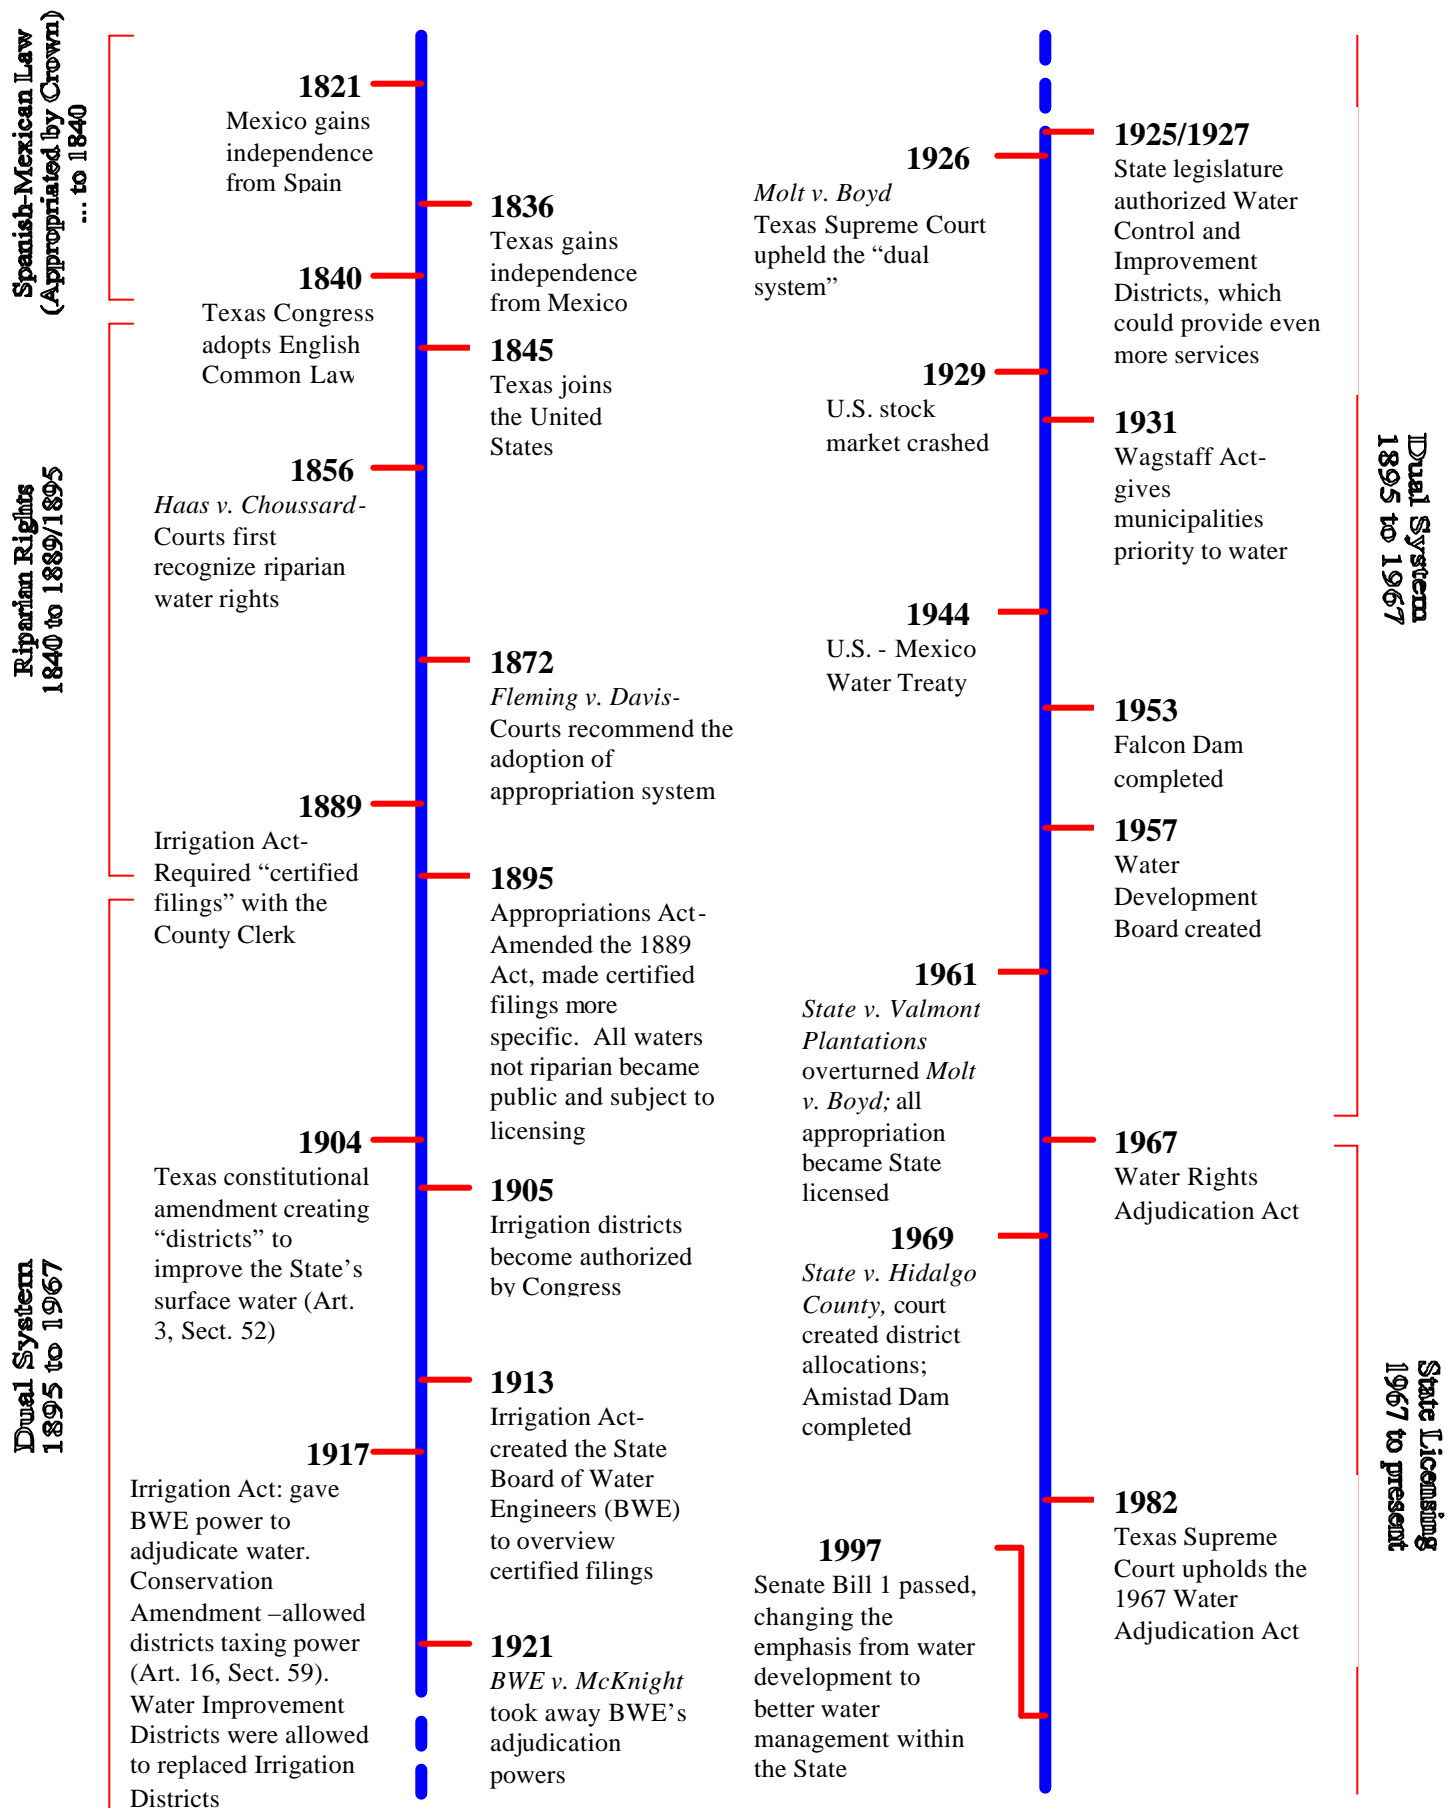 Spanish-Mexican Law
(Appropriated by Crown)
... to 1840
Riparian Rights
1840 to 1889/1895
Dual System
1895 to 1967
1821
Mexico gains
independence
from Spain
1836
Texas gains
independence
from Mexico
1840
Texas Congress
adopts English
Common Law
1845
Texas joins
the United
States
1856
Haas v. Choussard-
Courts first
recognize riparian
water rights
1872
Fleming v. Davis-
Courts recommend the
adoption of
appropriation system
1889
Irrigation Act-
Required “certified
filings” with the
County Clerk
1895
Appropriations Act-
Amended the 1889
Act, made certified
filings more
specific.  All waters
not riparian became
public and subject to
licensing
1904
Texas constitutional
amendment creating
“districts” to
improve the State’s
surface water (Art.
3, Sect. 52)
1905
Irrigation districts
become authorized
by Congress
1913
Irrigation Act-
created the State
Board of Water
Engineers (BWE)
to overview
certified filings
1917
Irrigation Act: gave
BWE power to
adjudicate water.
Conservation
Amendment –allowed
districts taxing power
(Art. 16, Sect. 59).
Water Improvement
Districts were allowed
to replaced Irrigation
Districts
1921
BWE v. McKnight
took away BWE’s
adjudication
powers
1925/1927
State legislature
authorized Water
Control and
Improvement
Districts, which
could provide even
more services
1926
Molt v. Boyd
Texas Supreme Court
upheld the “dual
system”
1929
U.S. stock
market crashed
1931
Wagstaff Act-
gives
municipalities
priority to water
1944
U.S. - Mexico
Water Treaty
1953
Falcon Dam
completed
1957
Water
Development
Board created
1961
State v. Valmont
Plantations
overturned Molt
v. Boyd; all
appropriation
became State
licensed
1967
Water Rights
Adjudication Act
1969
State v. Hidalgo
County, court
created district
allocations;
Amistad Dam
completed
1982
Texas Supreme
Court upholds the
1967 Water
Adjudication Act
1997
Senate Bill 1 passed,
changing the
emphasis from water
development to
better water
management within
the State
Dual System
1895 to 1967
State Licensing
1967 to present